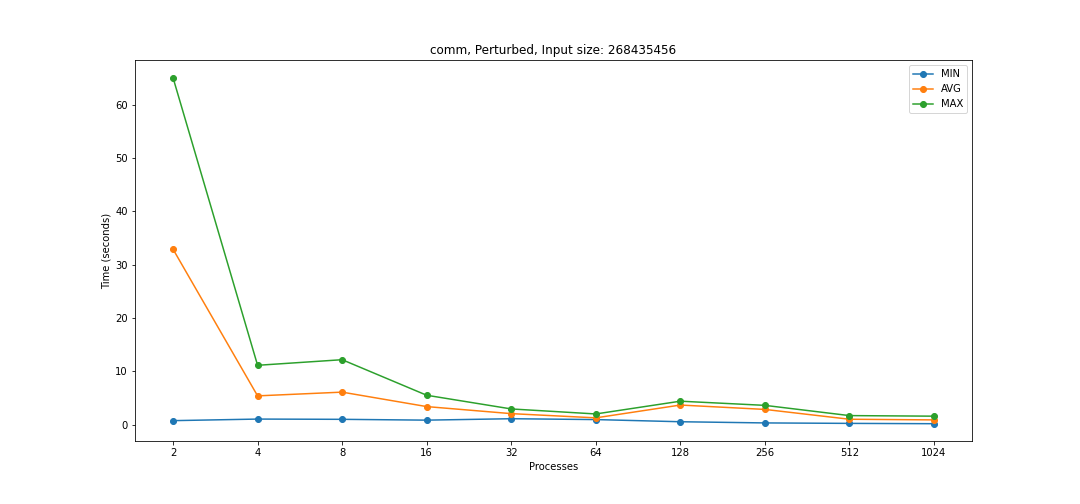 comm, Perturbed, Input size: 268435456
MIN
AVG
MAX
Time (seconds)
60
50
40
30
20
10
0
2 4 8 16 32 64 128 256 512 1024
Processes